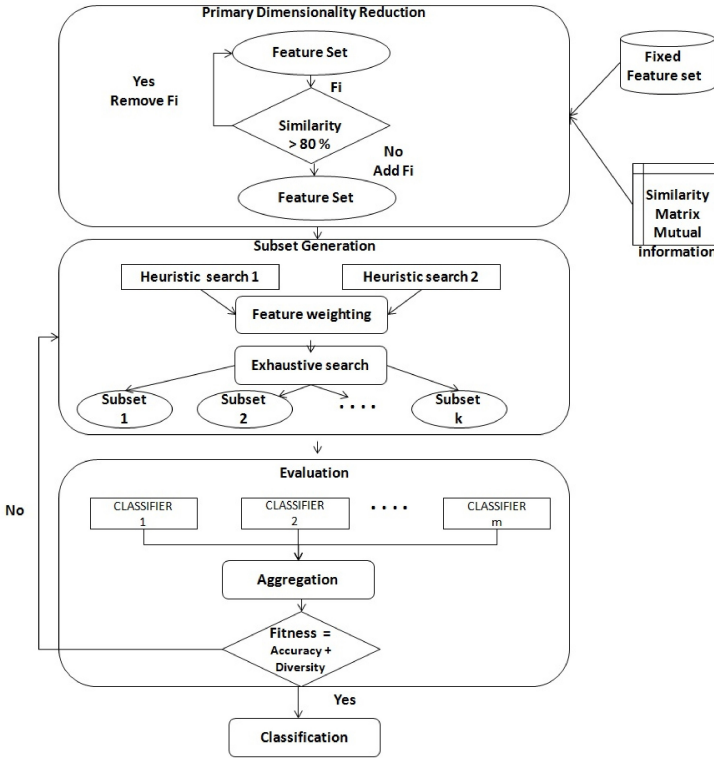 Primary Dimensionality Reduction
Feature Set
Fi
Yes
Remove Fi
Similarity
> 80 %
No
Add Fi
Feature Set
Fixed
Feature set
Similarity
Matrix
Mutual
information
Subset Generation
Heuristic search 1
Heuristic search 2
Feature weighting
Exhaustive search
Subset
1
Subset
2
. . . .
Subset
k
Evaluation
No
CLASSIFIER
1
CLASSIFIER
2
. . . .
CLASSIFIER
m
Aggregation
Fitness =
Accuracy +
Diversity
Yes
Classification